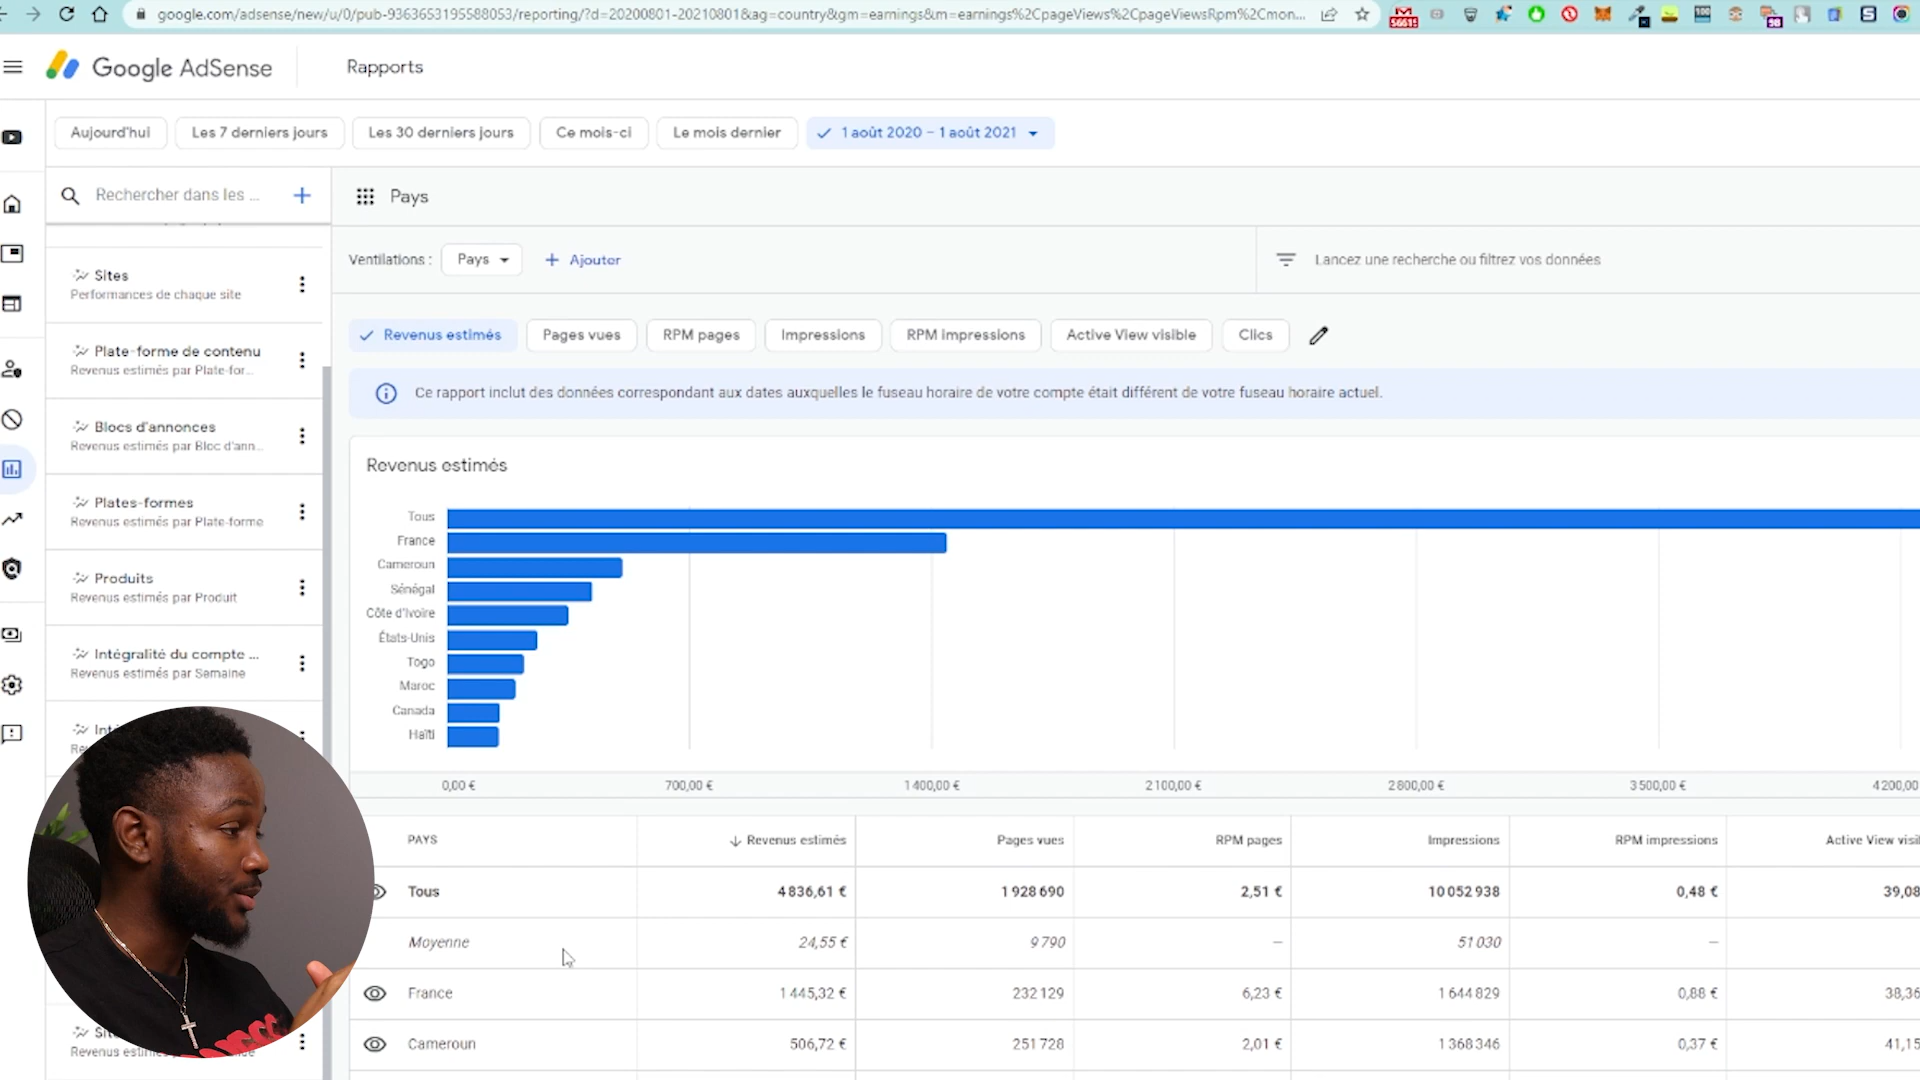 google.com/adsense/new/u/0/pub-9363653195588053/reporting/?d=20200801-20210801&ag=country&gm=earnings&m=earnings%2CpageViews%2CpageViewsRpm%2Cmon...
56619
100
98
Google AdSense
Rapports
Aujourd'hui
Les 7 derniers jours
Les 30 derniers jours
Ce mois-ci
Le mois dernier
1 août 2020 – 1 août 2021
Rechercher dans les ...
Pays
Ventilations :
Pays
Ajouter
Lancez une recherche ou filtrez vos données
Sites
Performances de chaque site
Plate-forme de contenu
Revenus estimés par Plate-for...
Blocs d'annonces
Revenus estimés par Bloc d'ann...
Plates-formes
Revenus estimés par Plate-forme
Produits
Revenus estimés par Produit
Intégralité du compte ...
Revenus estimés par Semaine
Revenus estimés
Pages vues
RPM pages
Impressions
RPM impressions
Active View visible
Clics
Ce rapport inclut des données correspondant aux dates auxquelles le fuseau horaire de votre compte était différent de votre fuseau horaire actuel.
Revenus estimés
Tous
France
Cameroun
Sénégal
Côte d'Ivoire
États-Unis
Togo
Maroc
Canada
Haïti
0,00 €
700,00 €
1 400,00 €
2 100,00 €
2 800,00 €
3 500,00 €
4 200,00
PAYS
Revenus estimés
Pages vues
RPM pages
Impressions
RPM impressions
Active View visi
Tous
4 836,61 €
1 928 690
2,51 €
10 052 938
0,48 €
39,08
Moyenne
24,55 €
9 790
–
51 030
–
France
1 445,32 €
232 129
6,23 €
1 644 829
0,88 €
38,36
Cameroun
506,72 €
251 728
2,01 €
1 368 346
0,37 €
41,15